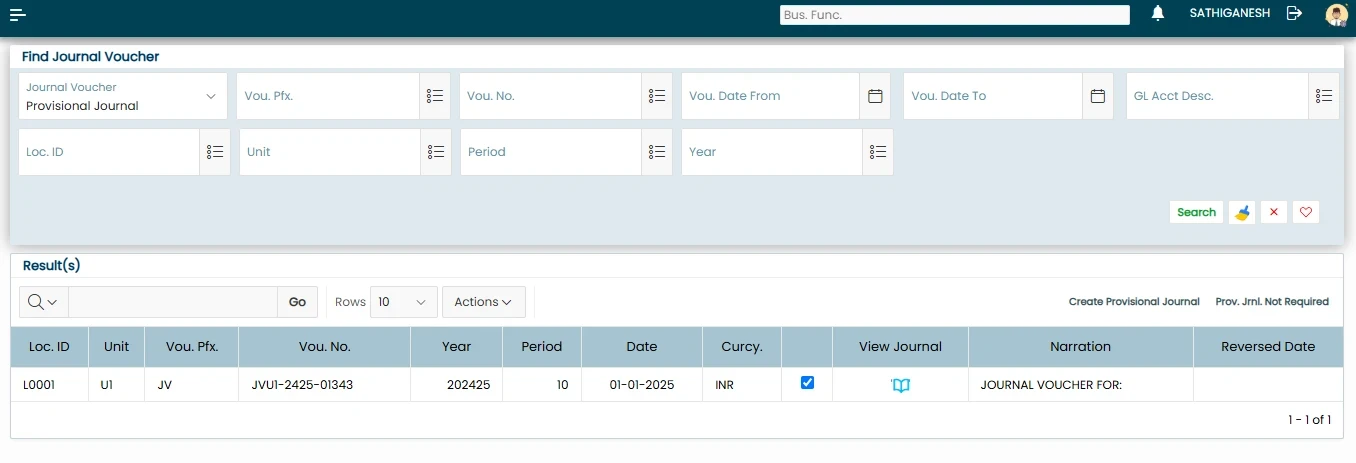 Bus. Func.
SATHIGANESH
Find Journal Voucher
Journal Voucher
Provisional Journal
Vou. Pfx.
Vou. No.
Vou. Date From
Vou. Date To
GL Acct Desc.
Loc. ID
Unit
Period
Year
Search
Result(s)
Go
Rows
10
Actions
Create Provisional Journal
Prov. Jrnl. Not Required
Loc. ID Unit Vou. Pfx. Vou. No. Year Period Date Curcy. View Journal Narration Reversed Date
L0001 U1 JV JVU1-2425-01343 202425 10 01-01-2025 INR JOURNAL VOUCHER FOR:
1 - 1 of 1